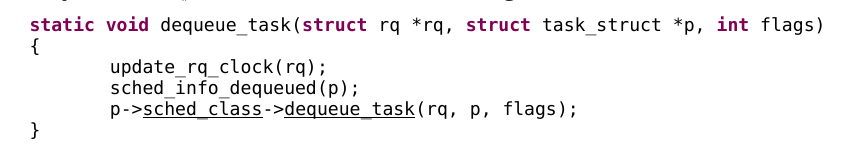 static void dequeue_task(struct rq *rq, struct task_struct *p, int flags)
{
        update_rq_clock(rq);
        sched_info_dequeued(p);
        p->sched_class->dequeue_task(rq, p, flags);
}